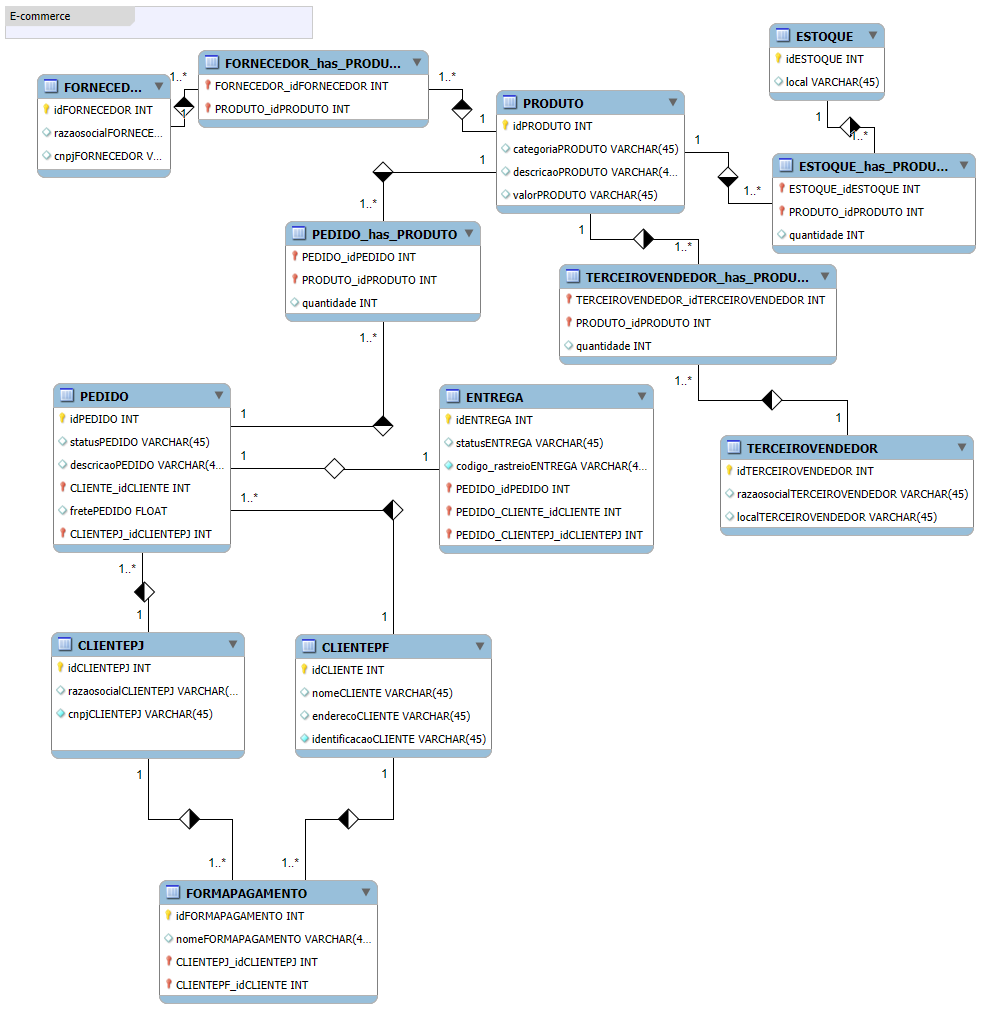 E-commerce
FORNECED...
idFORNECEDOR INT
razaosocialFORNECE...
cnpjFORNECEDOR V...
1..*
1
FORNECEDOR_has_PRODU...
FORNECEDOR_idFORNECEDOR INT
PRODUTO_idPRODUTO INT
1..*
1
PRODUTO
idPRODUTO INT
categoriaPRODUTO VARCHAR(45)
descricaoPRODUTO VARCHAR(4...
valorPRODUTO VARCHAR(45)
ESTOQUE
idESTOQUE INT
local VARCHAR(45)
1
1..*
ESTOQUE_has_PRODU...
ESTOQUE_idESTOQUE INT
PRODUTO_idPRODUTO INT
quantidade INT
1
1..*
1
1..*
PEDIDO_has_PRODUTO
PEDIDO_idPEDIDO INT
PRODUTO_idPRODUTO INT
quantidade INT
1..*
1
1
1..*
TERCEIROVENDEDOR_has_PRODU...
TERCEIROVENDEDOR_idTERCEIROVENDEDOR INT
PRODUTO_idPRODUTO INT
quantidade INT
1..*
1
TERCEIROVENDEDOR
idTERCEIROVENDEDOR INT
razaosocialTERCEIROVENDEDOR VARCHAR(45)
localTERCEIROVENDEDOR VARCHAR(45)
PEDIDO
idPEDIDO INT
statusPEDIDO VARCHAR(45)
descricaoPEDIDO VARCHAR(4...
CLIENTE_idCLIENTE INT
fretePEDIDO FLOAT
CLIENTEPJ_idCLIENTEPJ INT
1
1
1..*
1
ENTREGA
idENTREGA INT
statusENTREGA VARCHAR(45)
codigo_rastreioENTREGA VARCHAR(4...
PEDIDO_idPEDIDO INT
PEDIDO_CLIENTE_idCLIENTE INT
PEDIDO_CLIENTEPJ_idCLIENTEPJ INT
1..*
1
CLIENTEPJ
idCLIENTEPJ INT
razaosocialCLIENTEPJ VARCHAR(...
cnpjCLIENTEPJ VARCHAR(45)
CLIENTEPF
idCLIENTE INT
nomeCLIENTE VARCHAR(45)
enderecoCLIENTE VARCHAR(45)
identificacaoCLIENTE VARCHAR(45)
1
1
1..*
1..*
FORMAPAGAMENTO
idFORMAPAGAMENTO INT
nomeFORMAPAGAMENTO VARCHAR(4...
CLIENTEPJ_idCLIENTEPJ INT
CLIENTEPF_idCLIENTE INT